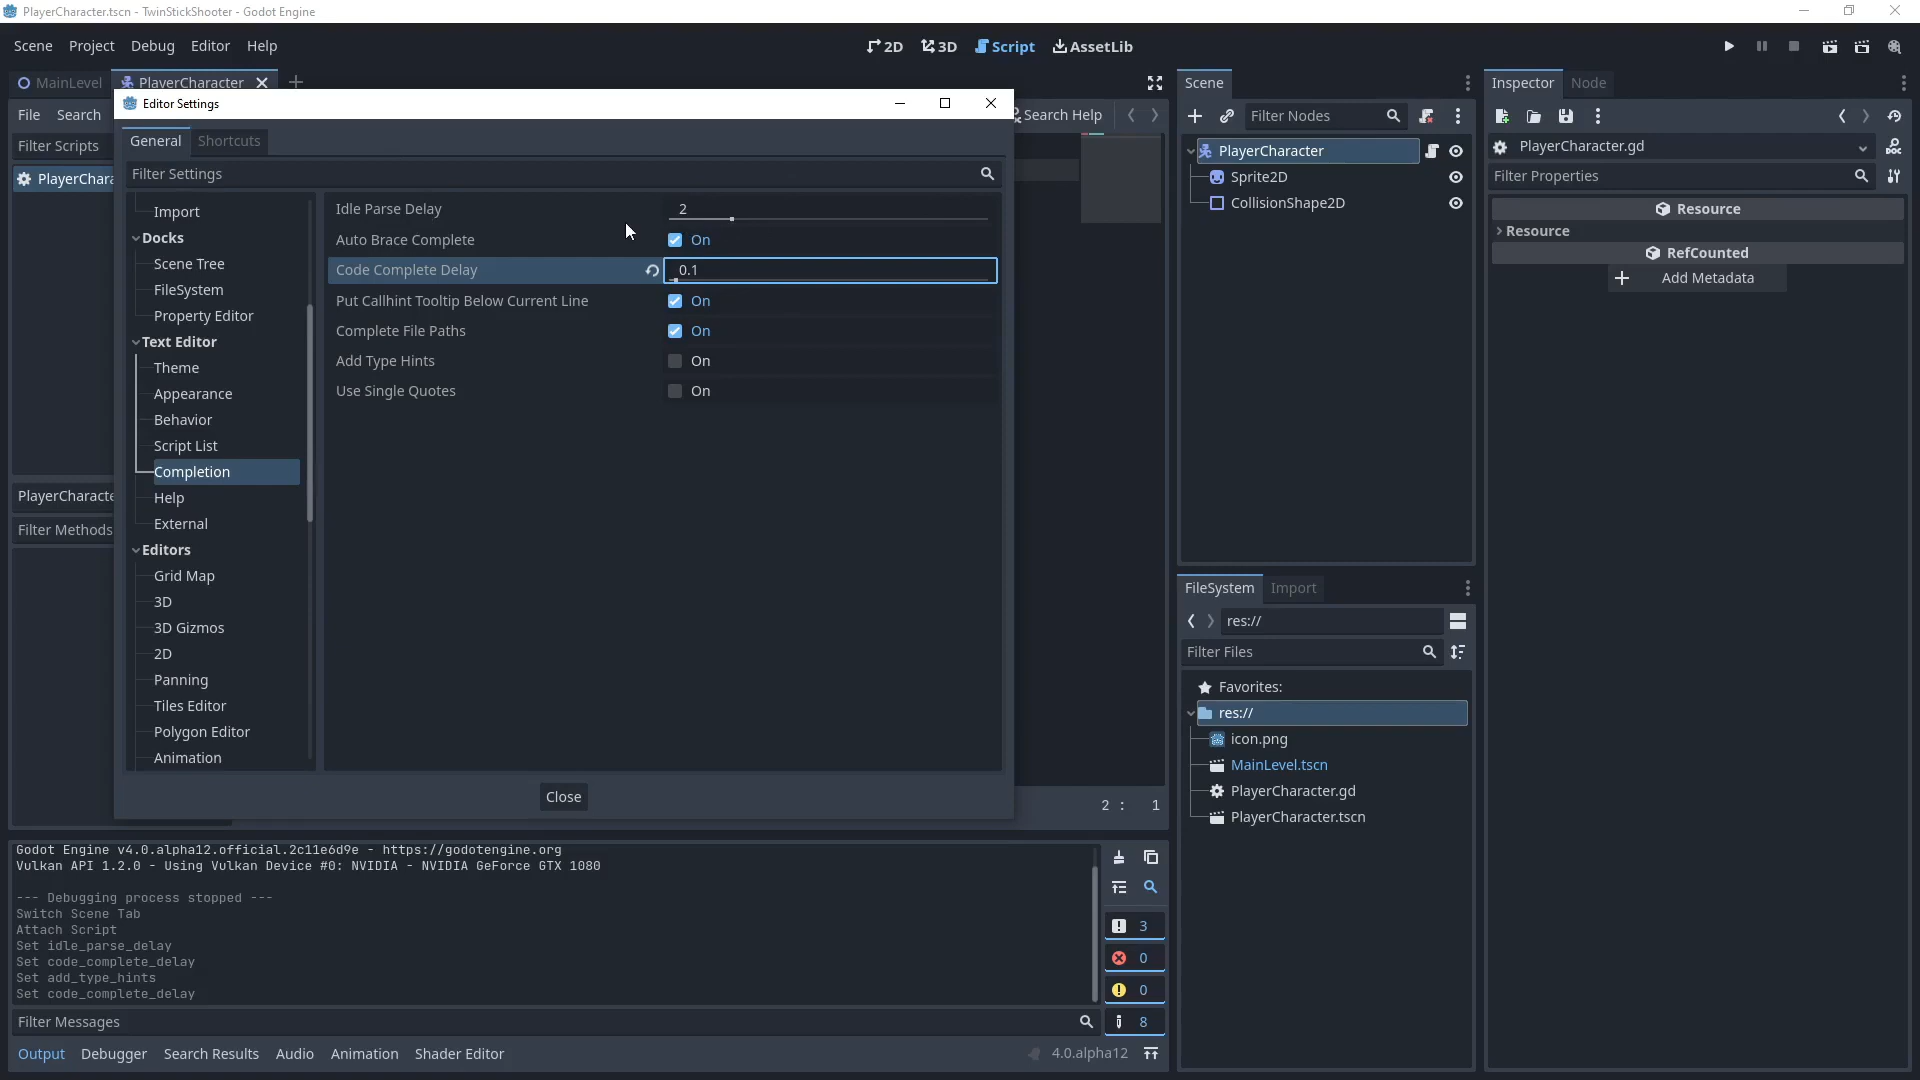 PlayerCharacter.tscn - TwinStickShooter - Godot Engine
Scene Project Debug Editor Help
2D 3D Script AssetLib
MainLevel PlayerCharacter
Scene
Inspector Node
Editor Settings
File Search
Search Help
Filter Nodes
Filter Scripts
General Shortcuts
PlayerCharacter
PlayerCharacter.gd
Filter Settings
PlayerChara
Sprite2D
Filter Properties
Import
Idle Parse Delay 2
CollisionShape2D
Resource
Docks
Auto Brace Complete On
Resource
Scene Tree
Code Complete Delay 0.1
RefCounted
FileSystem
Put Callhint Tooltip Below Current Line On
Add Metadata
Property Editor
Complete File Paths On
Text Editor
Add Type Hints On
Theme
Use Single Quotes On
Appearance
Behavior
Script List
Completion
Help
External
PlayerCharacte
Filter Methods
Editors
Grid Map
3D
3D Gizmos
2D
Panning
Tiles Editor
Polygon Editor
Animation
Close
FileSystem Import
res://
Filter Files
Favorites:
res://
icon.png
MainLevel.tscn
PlayerCharacter.gd
PlayerCharacter.tscn
2 : 1
Godot Engine v4.0.alpha12.official.2c11e6d9e - https://godotengine.org
Vulkan API 1.2.0 - Using Vulkan Device #0: NVIDIA - NVIDIA GeForce GTX 1080
--- Debugging process stopped ---
Switch Scene Tab
Attach Script
Set idle_parse_delay
Set code_complete_delay
Set add_type_hints
Set code_complete_delay
3
0
0
8
Filter Messages
Output Debugger Search Results Audio Animation Shader Editor
4.0.alpha12